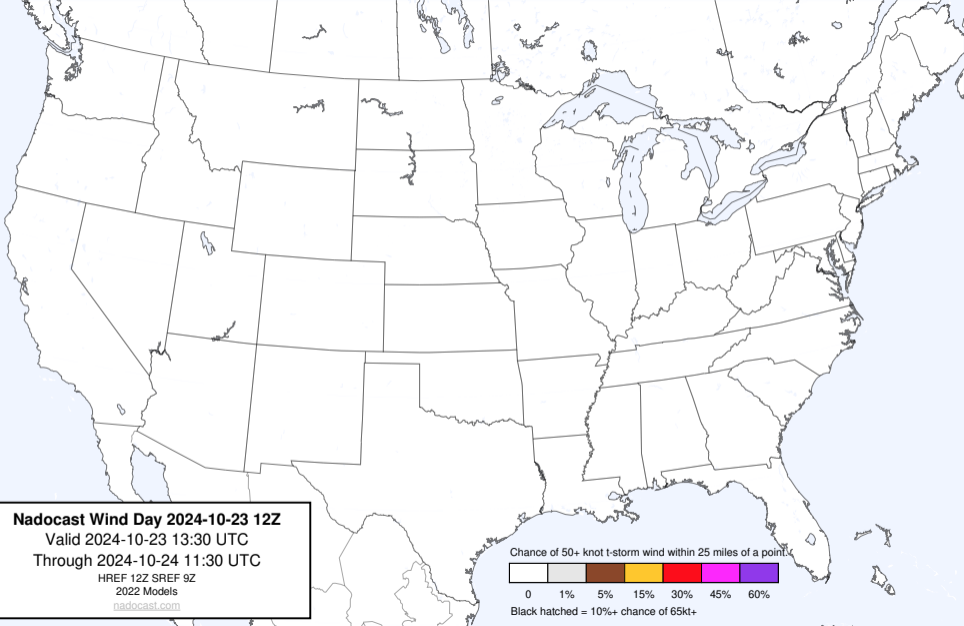 Nadocast Wind Day 2024-10-23 12Z
Valid 2024-10-23 13:30 UTC
Through 2024-10-24 11:30 UTC
HREF 12Z SREF 9Z
2022 Models
nadocast.com
Chance of 50+ knot t-storm wind within 25 miles of a point.
0 1% 5% 15% 30% 45% 60%
Black hatched = 10%+ chance of 65kt+